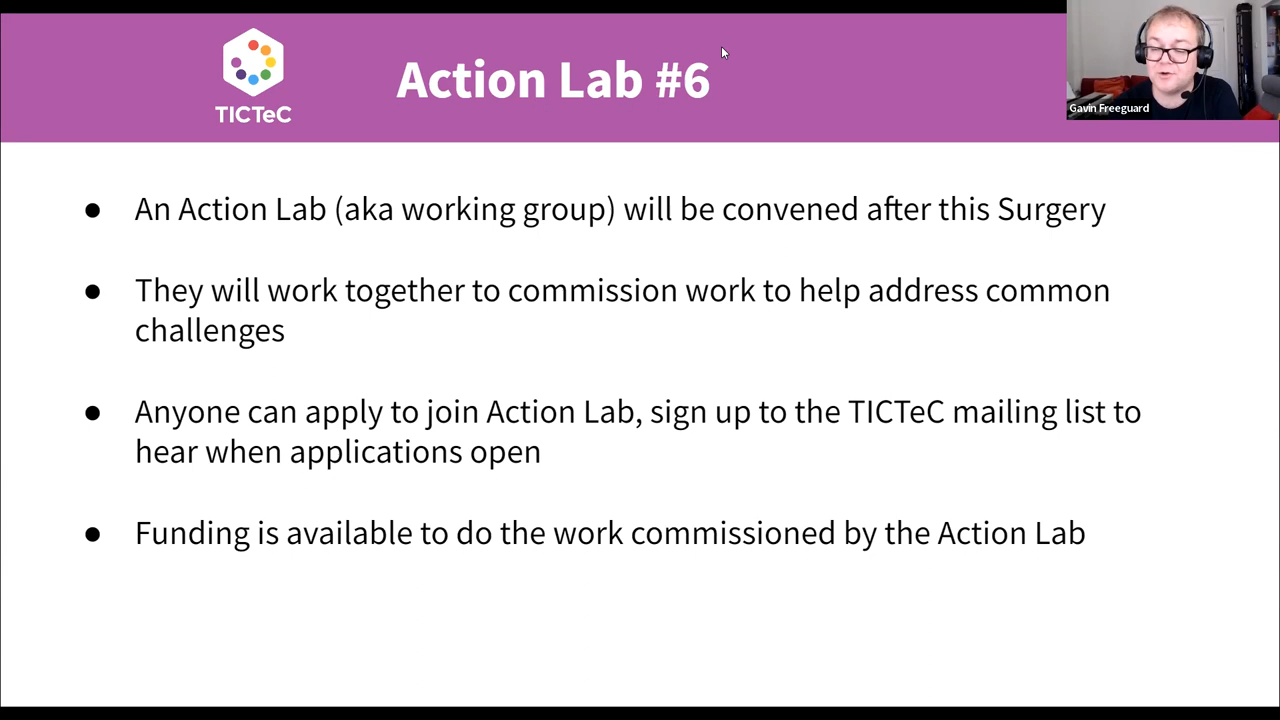 TICTeC
Action Lab #6
Gavin Freeguard
● An Action Lab (aka working group) will be convened after this Surgery
● They will work together to commission work to help address common
challenges
● Anyone can apply to join Action Lab, sign up to the TICTeC mailing list to
hear when applications open
● Funding is available to do the work commissioned by the Action Lab